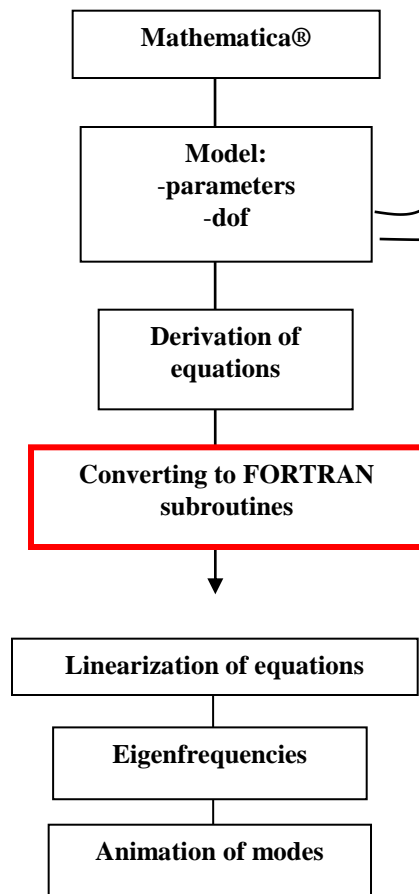 Mathematica®
Model:
-parameters
-dof
Derivation of
equations
Converting to FORTRAN
subroutines
Linearization of equations
Eigenfrequencies
Animation of modes